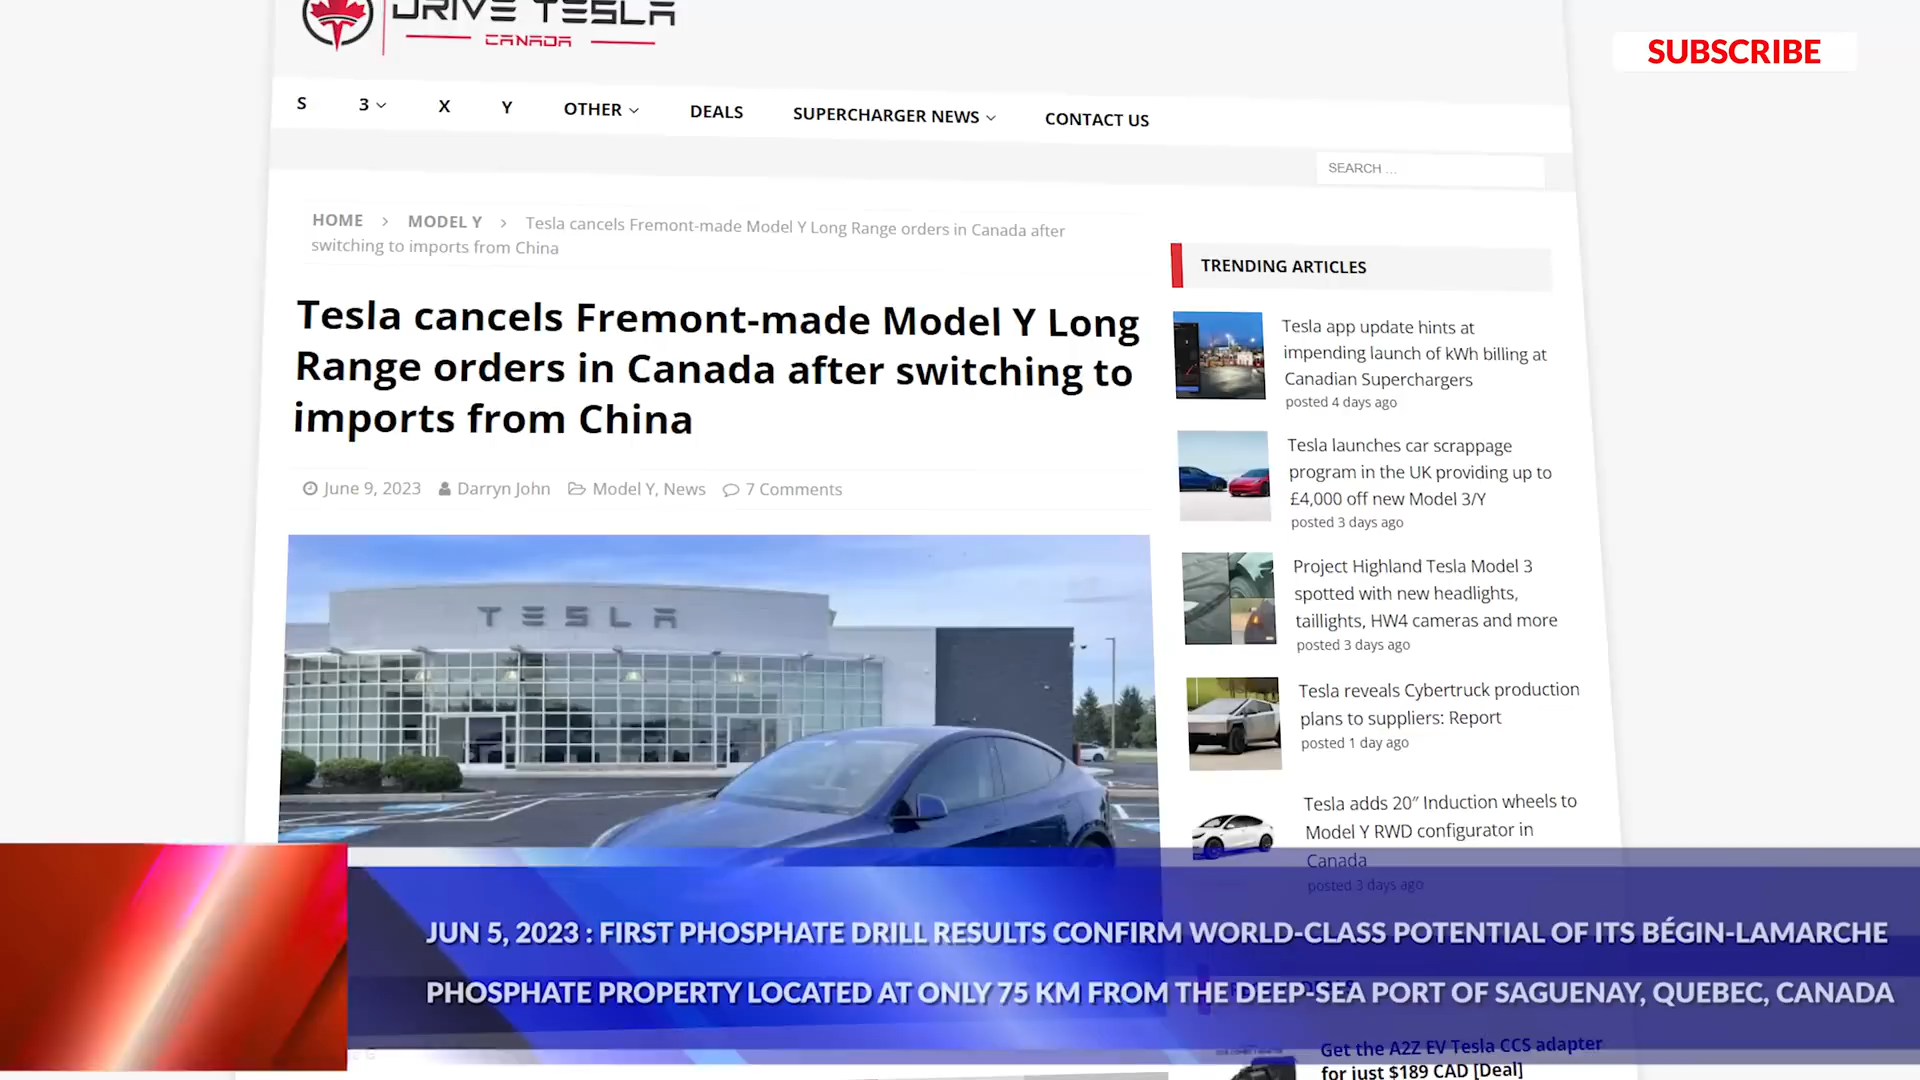 DRIVE TESLA
CANADA
SUBSCRIBE
S 3 X Y OTHER DEALS SUPERCHARGER NEWS CONTACT US
SEARCH ...
HOME > MODEL Y > Tesla cancels Fremont-made Model Y Long Range orders in Canada after
switching to imports from China
Tesla cancels Fremont-made Model Y Long
Range orders in Canada after switching to
imports from China
June 9, 2023 Darryn John Model Y, News 7 Comments
TESLA
TRENDING ARTICLES
Tesla app update hints at
impending launch of kWh billing at
Canadian Superchargers
posted 4 days ago
Tesla launches car scrappage
program in the UK providing up to
£4,000 off new Model 3/Y
posted 3 days ago
Project Highland Tesla Model 3
spotted with new headlights,
taillights, HW4 cameras and more
posted 3 days ago
Tesla reveals Cybertruck production
plans to suppliers: Report
posted 1 day ago
Tesla adds 20″ Induction wheels to
Model Y RWD configurator in
Canada
posted 3 days ago
JUN 5, 2023 : FIRST PHOSPHATE DRILL RESULTS CONFIRM WORLD-CLASS POTENTIAL OF ITS BÉGIN-LAMARCHE
PHOSPHATE PROPERTY LOCATED AT ONLY 75 KM FROM THE DEEP-SEA PORT OF SAGUENAY, QUEBEC, CANADA
Get the A2Z EV Tesla CCS adapter
for just $189 CAD [Deal]